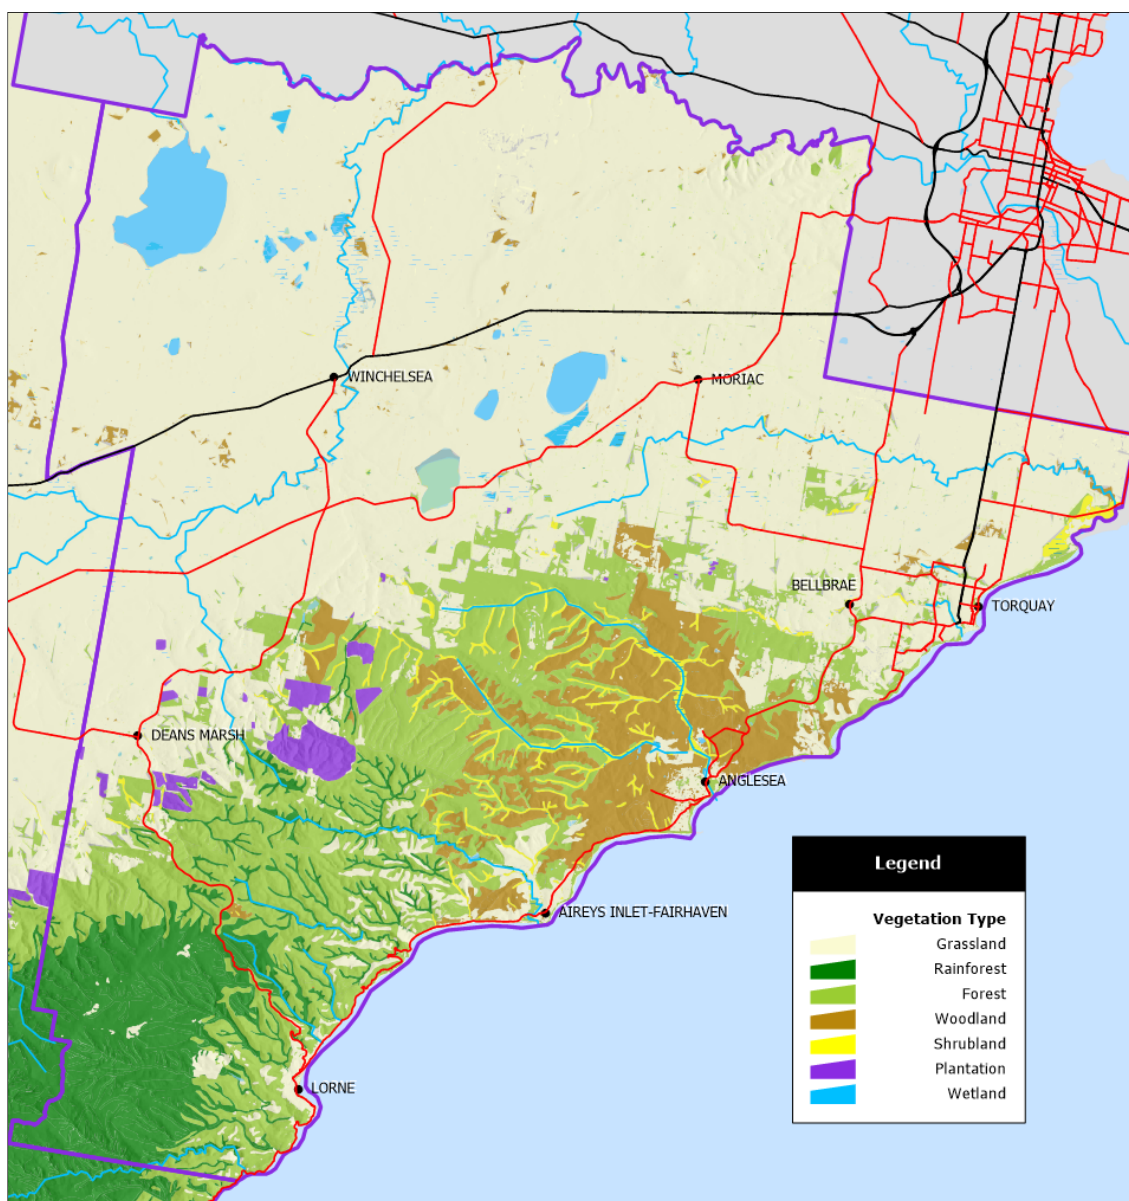 WINCHELSEA
MORIAC
BELLBRAE
TORQUAY
DEANS MARSH
ANGLESEA
AIREYS INLET-FAIRHAVEN
LORNE
Legend
Vegetation Type
Grassland
Rainforest
Forest
Woodland
Shrubland
Plantation
Wetland